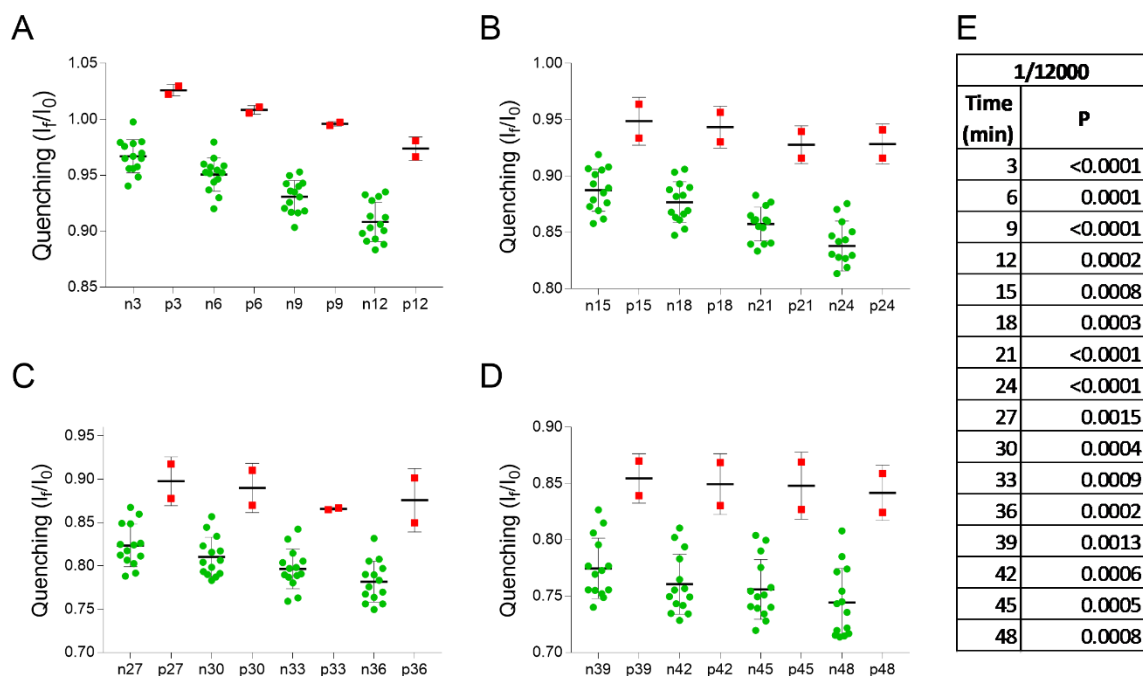 A
Quenching (If/I0)
1.05
1.00
0.95
0.90
0.85
n3 p3 n6 p6 n9 p9 n12 p12
B
Quenching (If/I0)
1.00
0.95
0.90
0.85
0.80
n15 p15 n18 p18 n21 p21 n24 p24
C
Quenching (If/I0)
0.95
0.90
0.85
0.80
0.75
0.70
n27 p27 n30 p30 n33 p33 n36 p36
D
Quenching (If/I0)
0.90
0.85
0.80
0.75
0.70
n39 p39 n42 p42 n45 p45 n48 p48
E
1/12000
Time (min) P
3 <0.0001
6 0.0001
9 <0.0001
12 0.0002
15 0.0008
18 0.0003
21 <0.0001
24 <0.0001
27 0.0015
30 0.0004
33 0.0009
36 0.0002
39 0.0013
42 0.0006
45 0.0005
48 0.0008